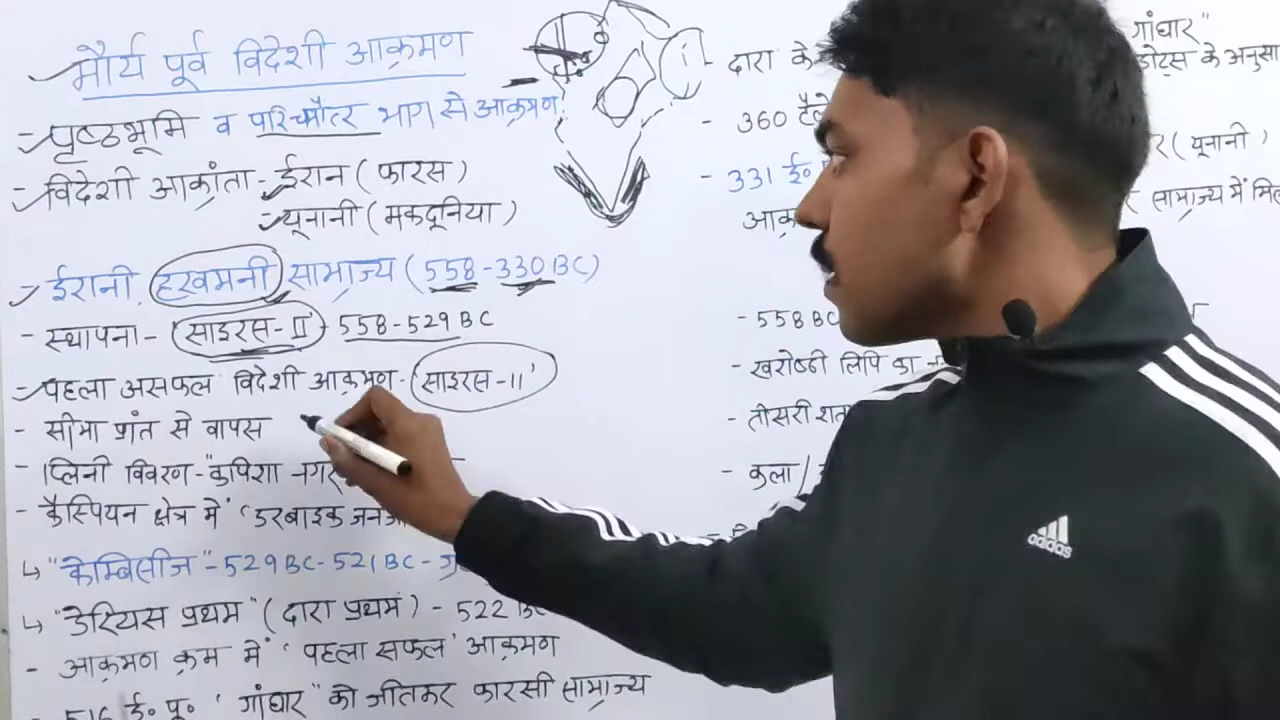 मौर्य पूर्व विदेशी आक्रमण
- पृष्ठभूमि व पश्चिमोत्तर भाग से आक्रमण
- विदेशी आक्रांता - ईरान (फारस)
यूनानी (मकदूनिया)
ईरानी हखमनी साम्राज्य (558-330 BC)
- स्थापना - (साइरस-II) 558-529 BC
- पहला असफल विदेशी आक्रमण - (साइरस-II'
- सीमा प्रांत से वापस
- प्लिनी विवरण - "कपिशा नगर
- कैस्पियन क्षेत्र में 'डरबाइक
↳ "केम्बिसीज" - 529 BC - 521 BC -
↳ "डेरियस प्रथम" (दारा प्रथम) - 522 BC
- आक्रमण क्रम में 'पहला सफल' आक्रमण
- 516 ई० पू० 'गांधार" को जीतकर फारसी साम्राज्य
गांधार"
दारा के
के अनुसा
- 360
(यूनानी)
- 331 ई०
साम्राज्य में मिल
- 558 BC
- खरोष्ठी लिपि का
- तीसरी
- कला /
adidas